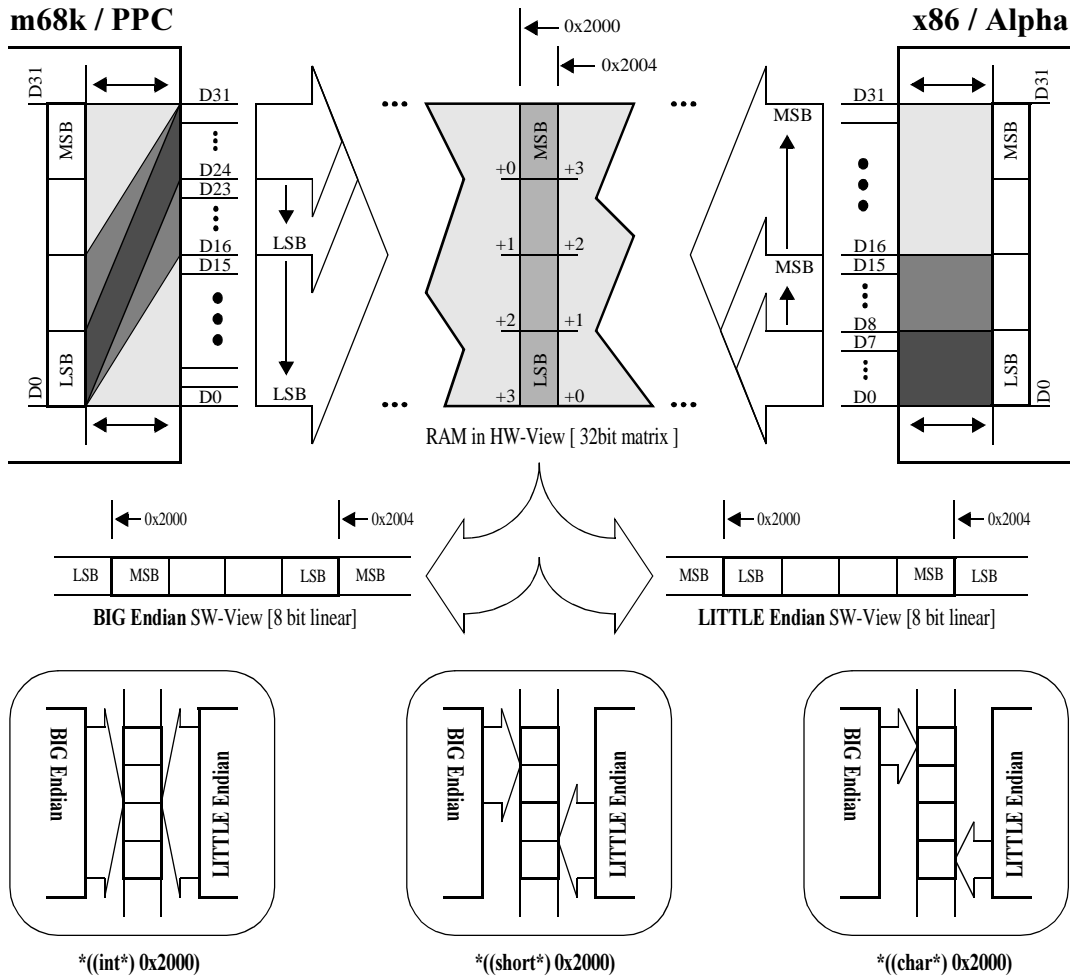 m68k / PPC
x86 / Alpha
0x2000
0x2004
D31
MSB
LSB
D0
D31
D24
D23
D16
D15
D0
LSB
LSB
...
MSB
+0
+3
+1
+2
+2
+1
LSB
+3
+0
...
...
...
RAM in HW-View [ 32bit matrix ]
MSB
MSB
D31
D16
D15
D8
D7
D0
D31
MSB
LSB
D0
0x2000
0x2004
LSB
MSB
LSB
MSB
BIG Endian SW-View [8 bit linear]
0x2000
0x2004
MSB
LSB
MSB
LSB
LITTLE Endian SW-View [8 bit linear]
BIG Endian
LITTLE Endian
*((int*) 0x2000)
BIG Endian
LITTLE Endian
*((short*) 0x2000)
BIG Endian
LITTLE Endian
*((char*) 0x2000)